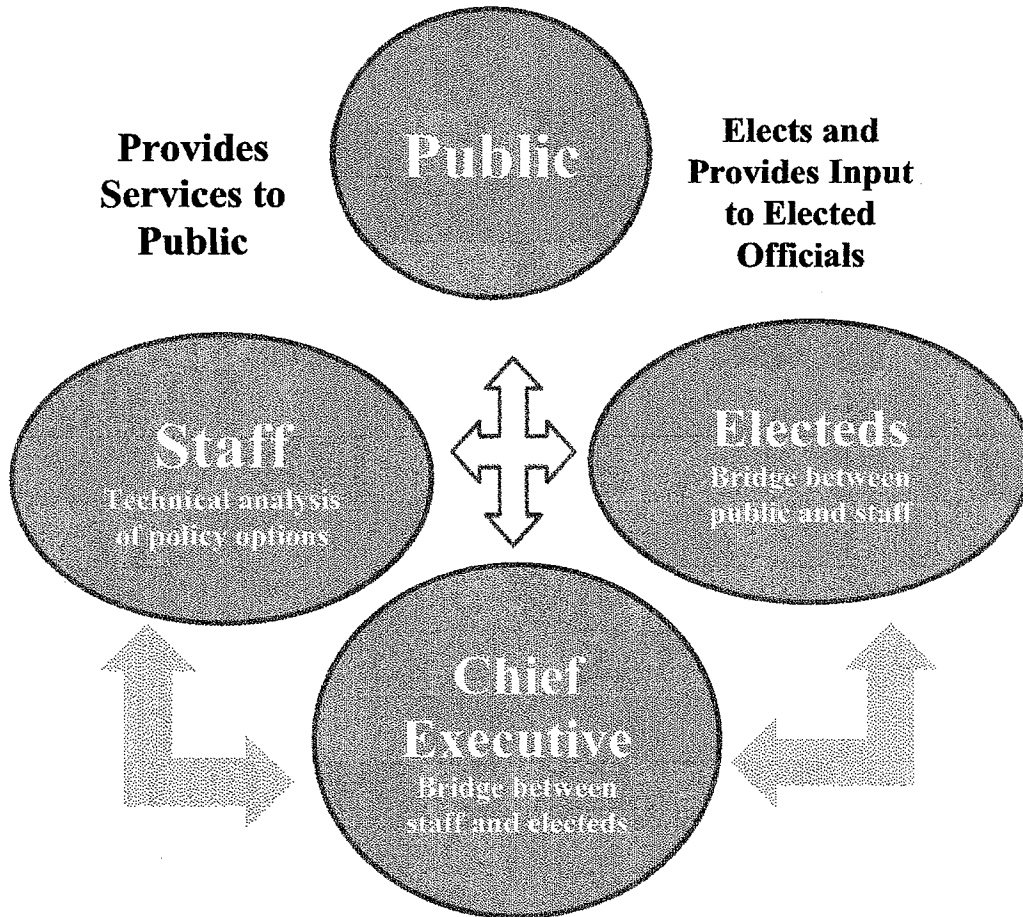 Public
Provides
Services to
Public
Elects and
Provides Input
to Elected
Officials
Staff
Technical analysis
of policy options
Electeds
Bridge between
public and staff
Chief
Executive
Bridge between
staff and electeds